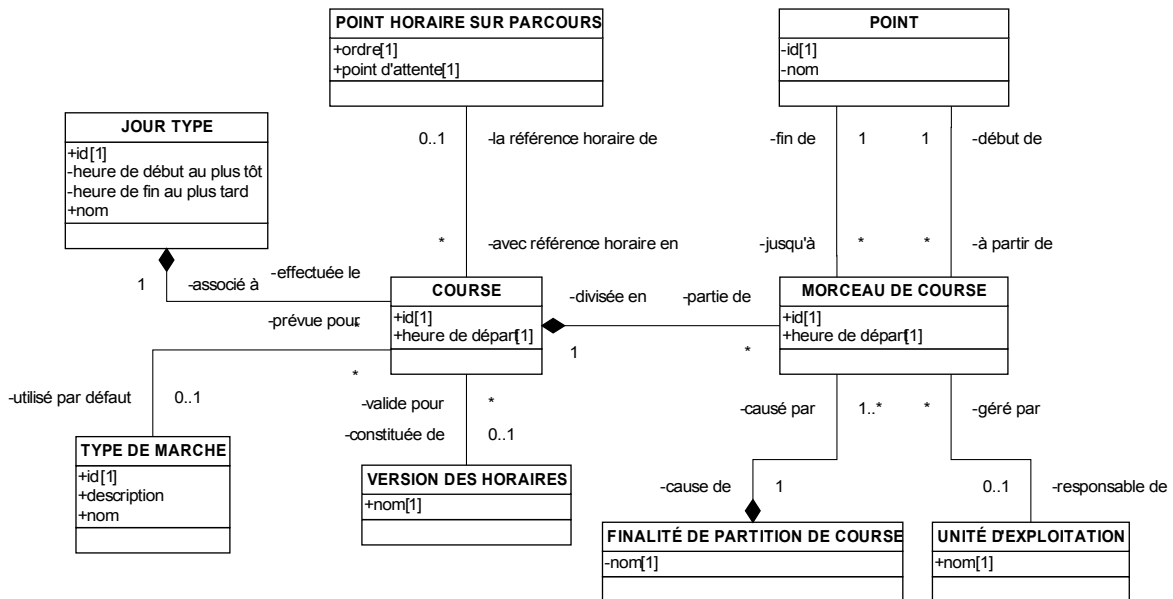 POINT HORAIRE SUR PARCOURS
+ordre[1]
+point d'attente[1]
POINT
-id[1]
-nom
JOUR TYPE
+id[1]
-heure de début au plus tôt
-heure de fin au plus tard
+nom
0..1
-la référence horaire de
-fin de
1
1
-début de
*
-avec référence horaire en
-jusqu'à
*
*
-à partir de
1
-associé à
-effectuée le
*
COURSE
+id[1]
+heure de départ[1]
-divisée en
1
-partie de
*
MORCEAU DE COURSE
+id[1]
+heure de départ[1]
-prévue pour
*
-utilisé par défaut
0..1
-valide pour
*
-constituée de
0..1
-causé par
1..*
*
-géré par
TYPE DE MARCHE
+id[1]
+description
+nom
VERSION DES HORAIRES
+nom[1]
-cause de
1
0..1
-responsable de
FINALITÉ DE PARTITION DE COURSE
-nom[1]
UNITÉ D'EXPLOITATION
+nom[1]